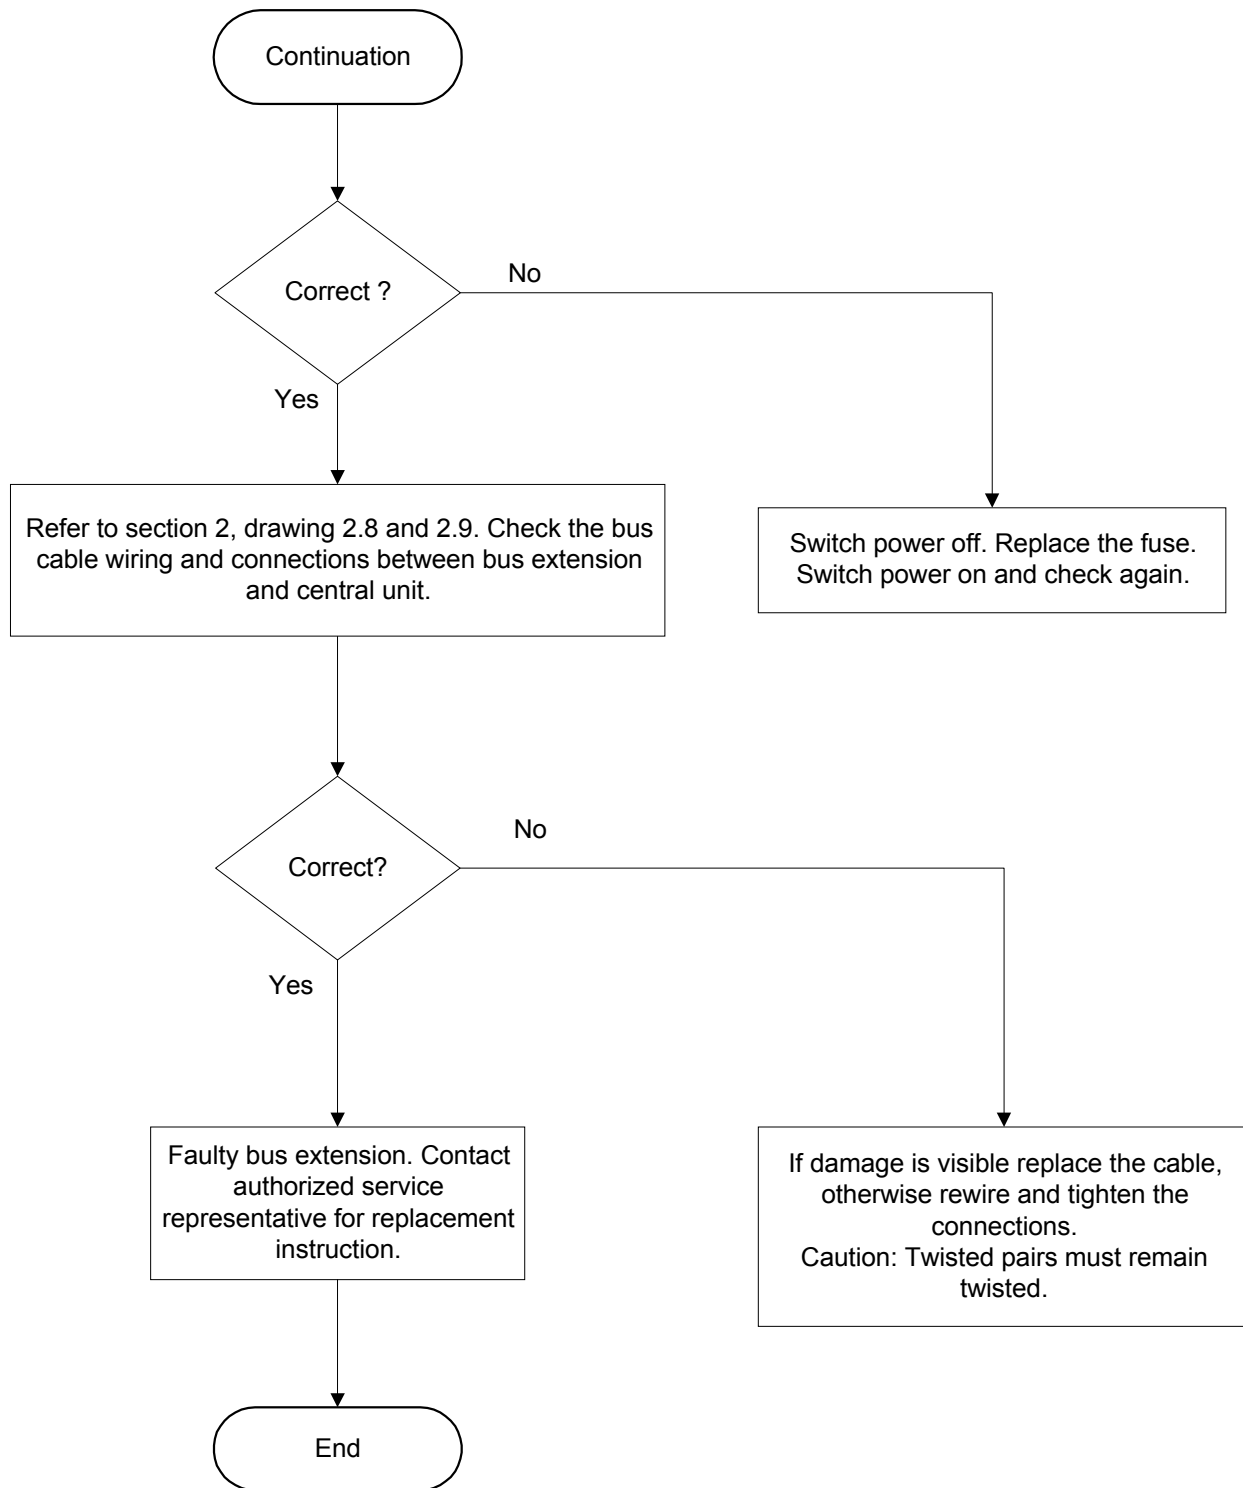 Continuation
Correct ?
No
Yes
Refer to section 2, drawing 2.8 and 2.9. Check the bus
cable wiring and connections between bus extension
and central unit.
Switch power off. Replace the fuse.
Switch power on and check again.
Correct?
No
Yes
Faulty bus extension. Contact
authorized service
representative for replacement
instruction.
If damage is visible replace the cable,
otherwise rewire and tighten the
connections.
Caution: Twisted pairs must remain
twisted.
End